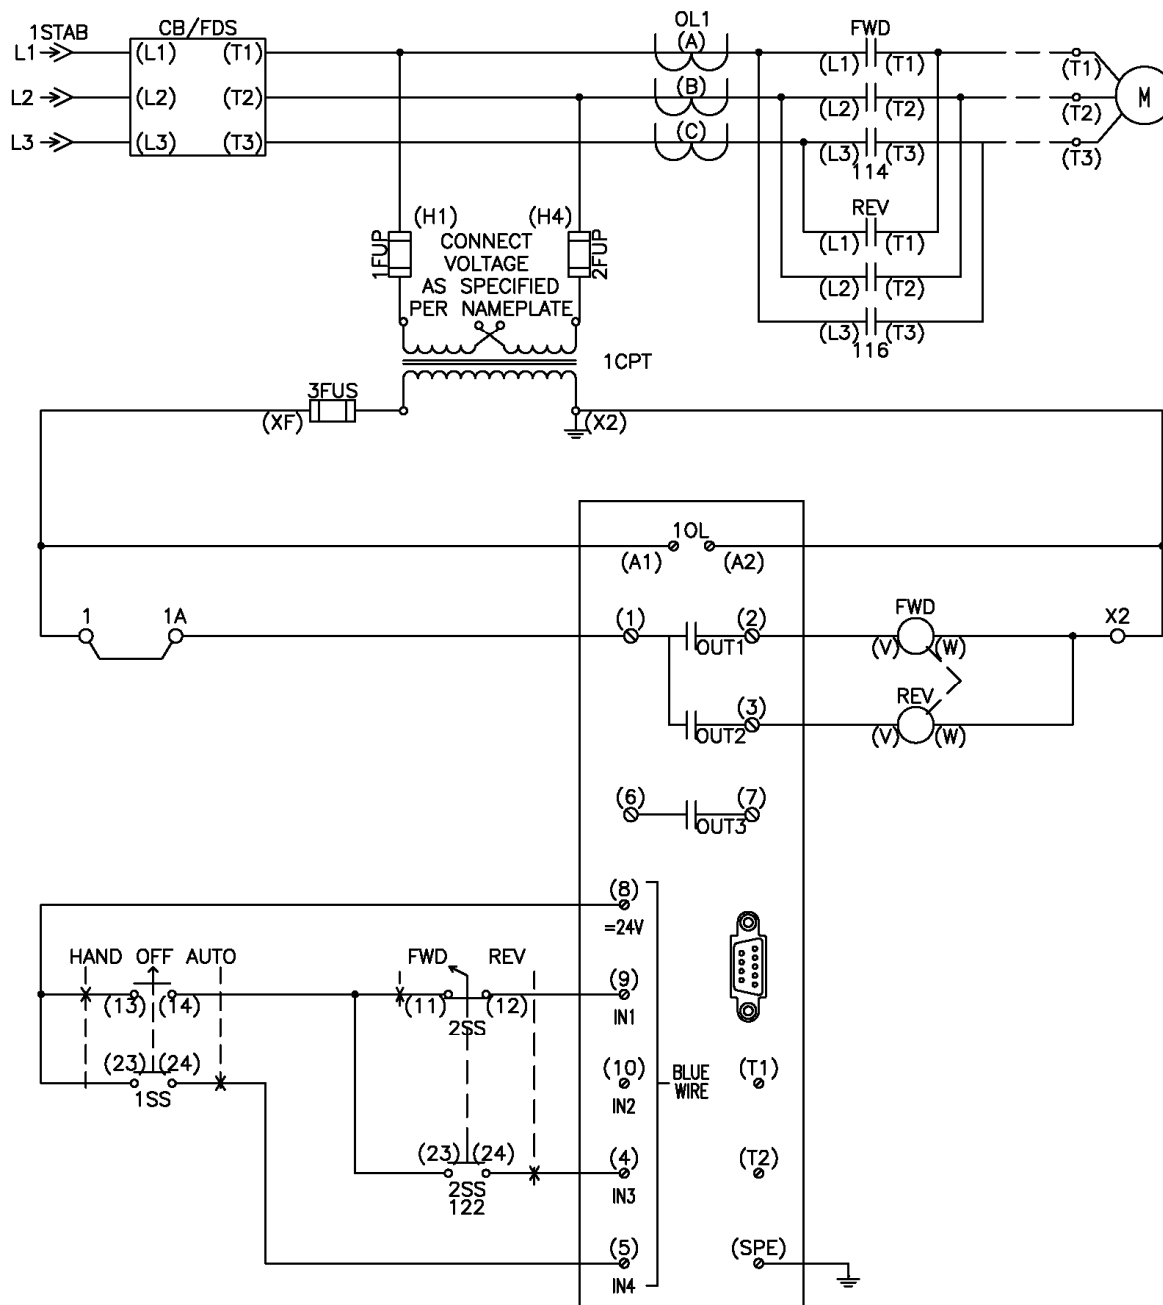 1STAB CB/FDS OL1 FWD
L1 (L1) (T1) (A) (L1) (T1) (T1)
L2 (L2) (T2) (B) (L2) (T2) (T2) M
L3 (L3) (T3) (C) (L3) (T3) (T3)
114
REV
(L1) (T1)
(L2) (T2)
(L3) (T3)
116
(H1) (H4)
1FUP 2FUP
CONNECT
VOLTAGE
AS SPECIFIED
PER NAMEPLATE
1CPT
3FUS
(XF) (X2)
1OL
(A1) (A2)
1 1A (1) (2) FWD X2
OUT1 (V) (W)
(3) REV
OUT2 (V) (W)
(6) (7)
OUT3
(8)
=24V
HAND OFF AUTO FWD REV (9)
(13) (14) (11) (12)
2SS IN1
(23) (24) (10) BLUE (T1)
1SS IN2 WIRE
(23) (24) (4) (T2)
2SS IN3
122
(5) (SPE)
IN4